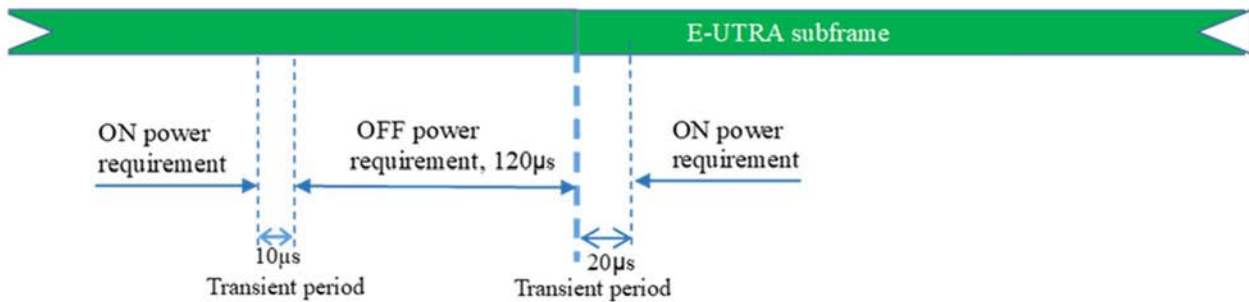 E-UTRA subframe
ON power
requirement
OFF power
requirement, 120μs
ON power
requirement
10μs
Transient period
20μs
Transient period